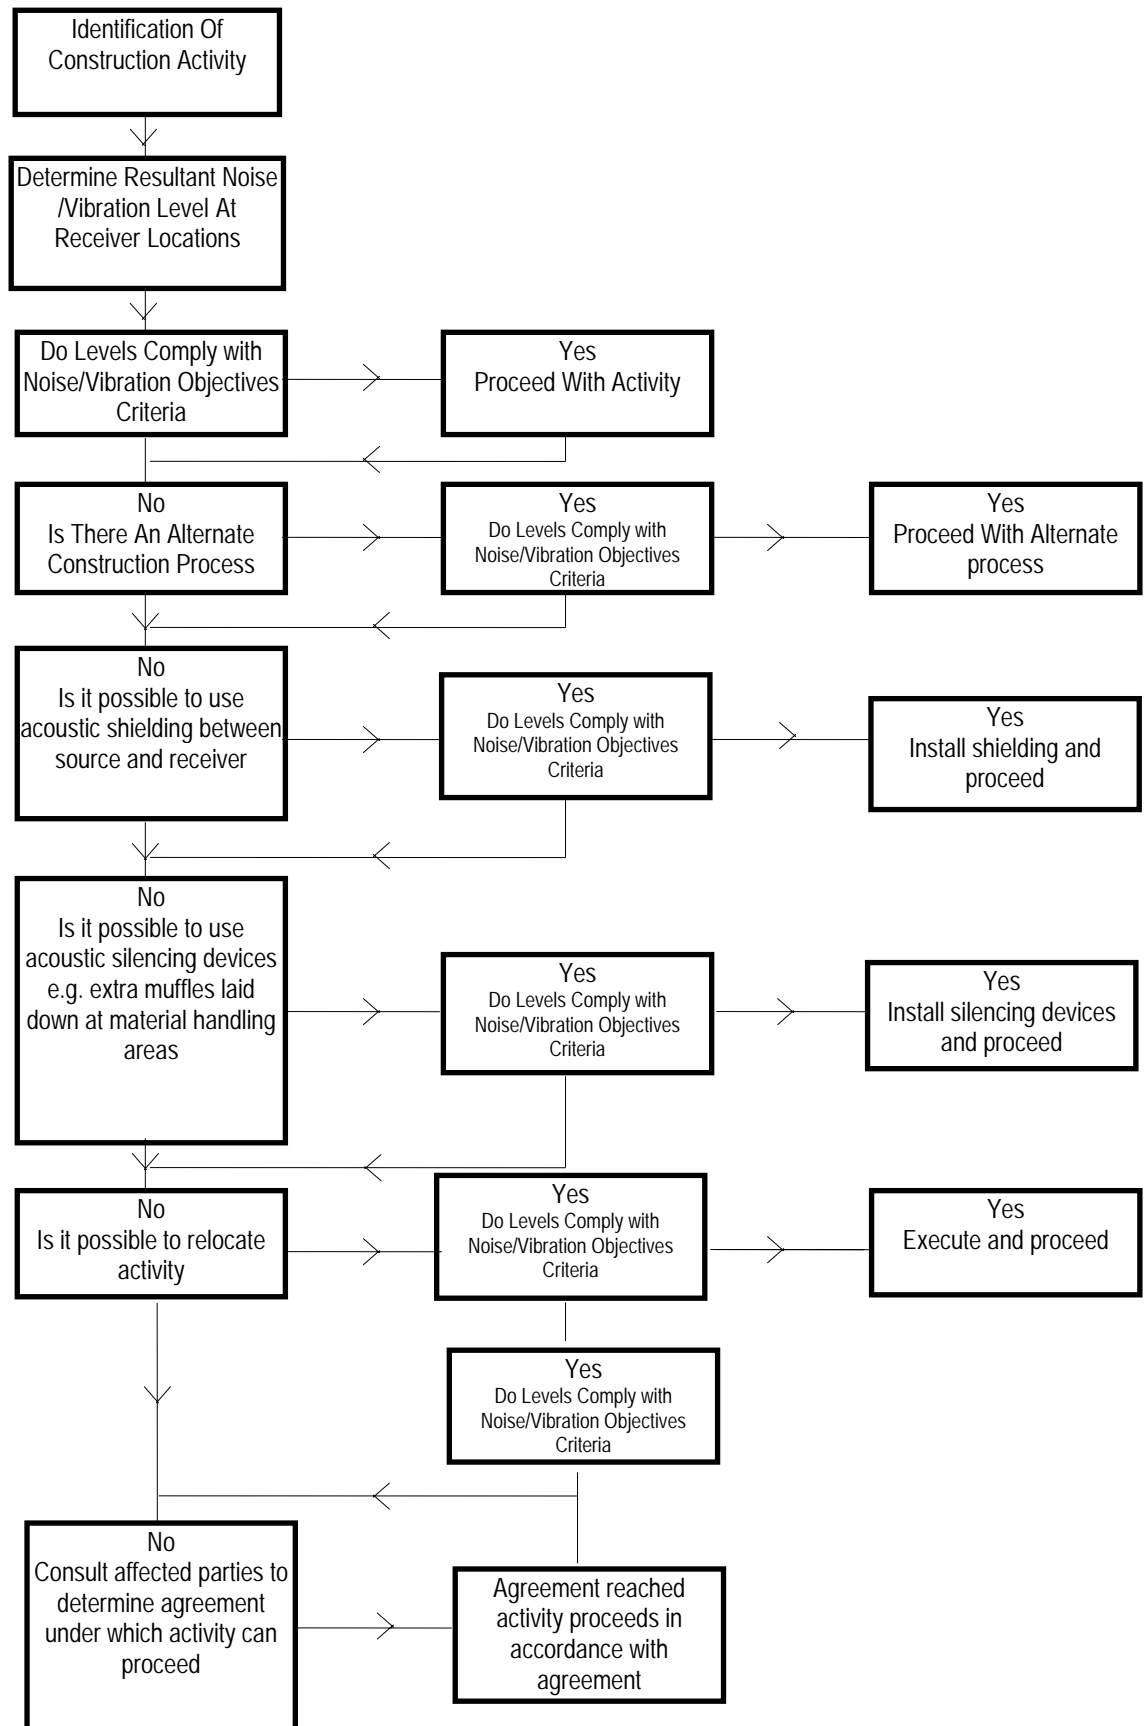 Identification Of
Construction Activity
Determine Resultant Noise
/Vibration Level At
Receiver Locations
Do Levels Comply with
Noise/Vibration Objectives
Criteria
Yes
Proceed With Activity
No
Is There An Alternate
Construction Process
Yes
Do Levels Comply with
Noise/Vibration Objectives
Criteria
Yes
Proceed With Alternate
process
No
Is it possible to use
acoustic shielding between
source and receiver
Yes
Do Levels Comply with
Noise/Vibration Objectives
Criteria
Yes
Install shielding and
proceed
No
Is it possible to use
acoustic silencing devices
e.g. extra muffles laid
down at material handling
areas
Yes
Do Levels Comply with
Noise/Vibration Objectives
Criteria
Yes
Install silencing devices
and proceed
No
Is it possible to relocate
activity
Yes
Do Levels Comply with
Noise/Vibration Objectives
Criteria
Yes
Execute and proceed
Yes
Do Levels Comply with
Noise/Vibration Objectives
Criteria
No
Consult affected parties to
determine agreement
under which activity can
proceed
Agreement reached
activity proceeds in
accordance with
agreement